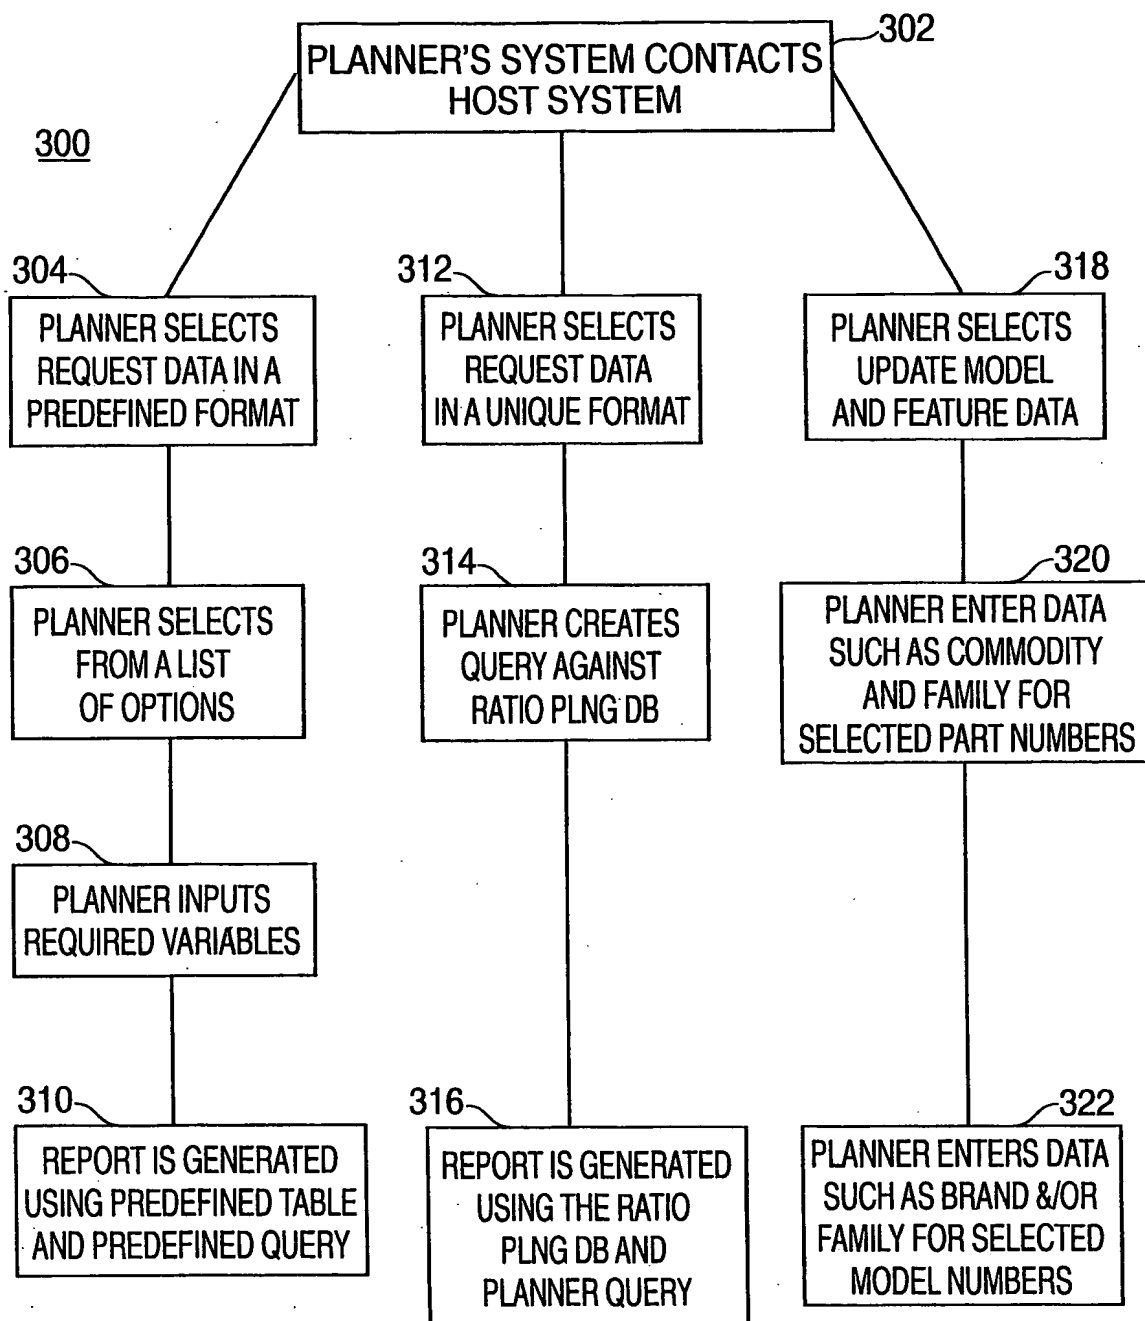 302
PLANNER'S SYSTEM CONTACTS
HOST SYSTEM
300
304
PLANNER SELECTS
REQUEST DATA IN A
PREDEFINED FORMAT
312
PLANNER SELECTS
REQUEST DATA
IN A UNIQUE FORMAT
318
PLANNER SELECTS
UPDATE MODEL
AND FEATURE DATA
306
PLANNER SELECTS
FROM A LIST
OF OPTIONS
314
PLANNER CREATES
QUERY AGAINST
RATIO PLNG DB
320
PLANNER ENTER DATA
SUCH AS COMMODITY
AND FAMILY FOR
SELECTED PART NUMBERS
308
PLANNER INPUTS
REQUIRED VARIABLES
310
REPORT IS GENERATED
USING PREDEFINED TABLE
AND PREDEFINED QUERY
316
REPORT IS GENERATED
USING THE RATIO
PLNG DB AND
PLANNER QUERY
322
PLANNER ENTERS DATA
SUCH AS BRAND &/OR
FAMILY FOR SELECTED
MODEL NUMBERS